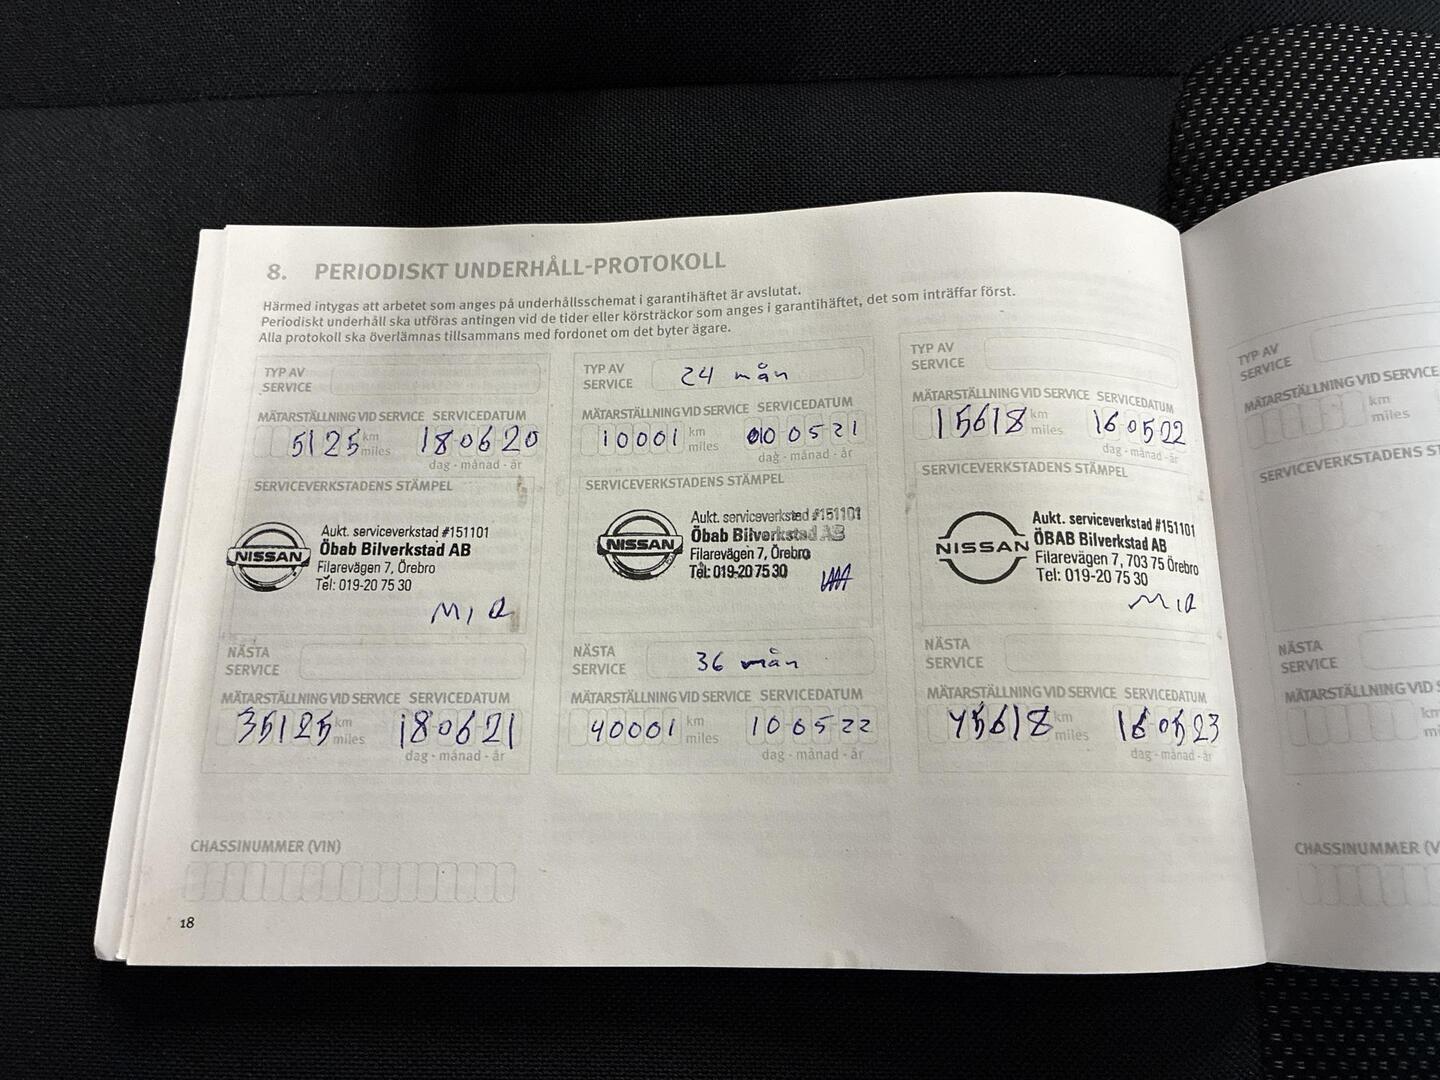 8. PERIODISKT UNDERHÅLL-PROTOKOLL
Härmed intygas att arbetet som anges på underhållsschemat i garantihäftet är avslutat.
Periodiskt underhåll ska utföras antingen vid de tider eller körsträckor som anges i garantihäftet, det som inträffar först.
Alla protokoll ska överlämnas tillsammans med fordonet om det byter ägare.
TYP AV
SERVICE
MÄTARSTÄLLNING VID SERVICE SERVICEDATUM
5125 km miles 180620
dag - månad - år
SERVICEVERKSTADENS STÄMPEL
NISSAN
Aukt. serviceverkstad #151101
Öbab Bilverkstad AB
Filarevägen 7, Örebro
Tel: 019-20 75 30
NÄSTA
SERVICE
MÄTARSTÄLLNING VID SERVICE SERVICEDATUM
35125 km miles 180621
dag - månad - år
TYP AV
SERVICE 24 mån
MÄTARSTÄLLNING VID SERVICE SERVICEDATUM
10001 km miles 100521
dag - månad - år
SERVICEVERKSTADENS STÄMPEL
NISSAN
Aukt. serviceverkstad #151101
Öbab Bilverkstad AB
Filarevägen 7, Örebro
Tel: 019-20 75 30
NÄSTA
SERVICE 36 mån
MÄTARSTÄLLNING VID SERVICE SERVICEDATUM
40001 km miles 100522
dag - månad - år
TYP AV
SERVICE
MÄTARSTÄLLNING VID SERVICE SERVICEDATUM
15618 km miles 160522
dag - månad - år
SERVICEVERKSTADENS STÄMPEL
NISSAN
Aukt. serviceverkstad #151101
ÖBAB Bilverkstad AB
Filarevägen 7, 703 75 Örebro
Tel: 019-20 75 30
NÄSTA
SERVICE
MÄTARSTÄLLNING VID SERVICE SERVICEDATUM
45618 km miles 160523
dag - månad - år
CHASSINUMMER (VIN)
18
TYP AV
SERVICE
MÄTARSTÄLLNING VID SERVICE
km
miles
SERVICEVERKSTADENS
NÄSTA
SERVICE
MÄTARSTÄLLNING VID
CHASSINUMMER